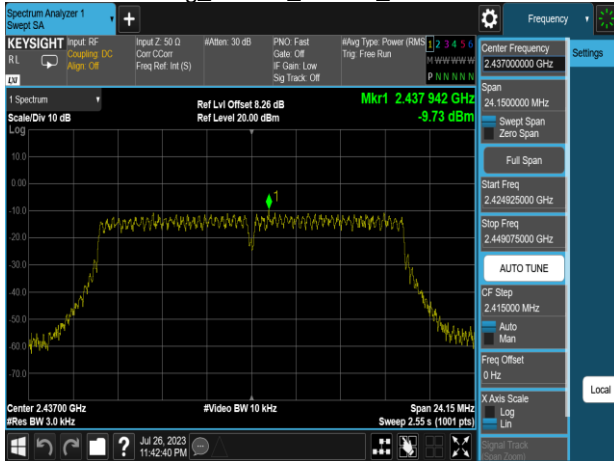 Spectrum Analyzer 1
Swept SA
Frequency
KEYSIGHT
RL
LXI
Input: RF
Coupling: DC
Align: Off
Input Z: 50 Ω
Corr CCorr
Freq Ref: Int (S)
#Atten: 30 dB
PNO: Fast
Gate: Off
IF Gain: Low
Sig Track: Off
#Avg Type: Power (RMS
Trig: Free Run
1 2 3 4 5 6
M W W W W W
P N N N N N
1 Spectrum
Scale/Div 10 dB
Ref Lvl Offset 8.26 dB
Ref Level 20.00 dBm
Mkr1 2.437 942 GHz
-9.73 dBm
Log
10.0
0.00
-10.0
-20.0
-30.0
-40.0
-50.0
-60.0
-70.0
1
Center 2.43700 GHz
#Res BW 3.0 kHz
#Video BW 10 kHz
Span 24.15 MHz
Sweep 2.55 s (1001 pts)
Jul 26, 2023
11:42:40 PM
?
Center Frequency
2.437000000 GHz
Span
24.1500000 MHz
Swept Span
Zero Span
Full Span
Start Freq
2.424925000 GHz
Stop Freq
2.449075000 GHz
AUTO TUNE
CF Step
2.415000 MHz
Auto
Man
Freq Offset
0 Hz
X Axis Scale
Log
Lin
Signal Track
(Span Zoom)
Settings
Local